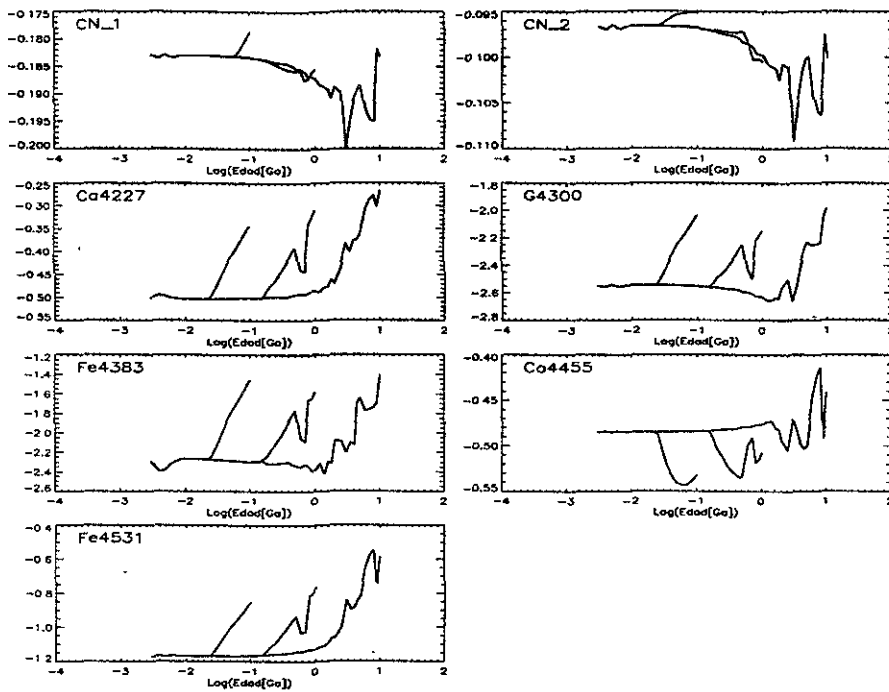 CN_1
-0.175
-0.180
-0.185
-0.190
-0.195
-0.200
-4 -3 -2 -1 0 1 2
Log(Edad[Ga])
CN_2
-0.095
-0.100
-0.105
-0.110
-4 -3 -2 -1 0 1 2
Log(Edad[Ga])
Ca4227
-0.25
-0.30
-0.35
-0.40
-0.45
-0.50
-0.55
-4 -3 -2 -1 0 1 2
Log(Edad[Ga])
G4300
-1.8
-2.0
-2.2
-2.4
-2.6
-2.8
-4 -3 -2 -1 0 1 2
Log(Edad[Ga])
Fe4383
-1.2
-1.4
-1.6
-1.8
-2.0
-2.2
-2.4
-2.6
-4 -3 -2 -1 0 1 2
Log(Edad[Ga])
Ca4455
-0.40
-0.45
-0.50
-0.55
-4 -3 -2 -1 0 1 2
Log(Edad[Ga])
Fe4531
-0.4
-0.6
-0.8
-1.0
-1.2
-4 -3 -2 -1 0 1 2
Log(Edad[Ga])